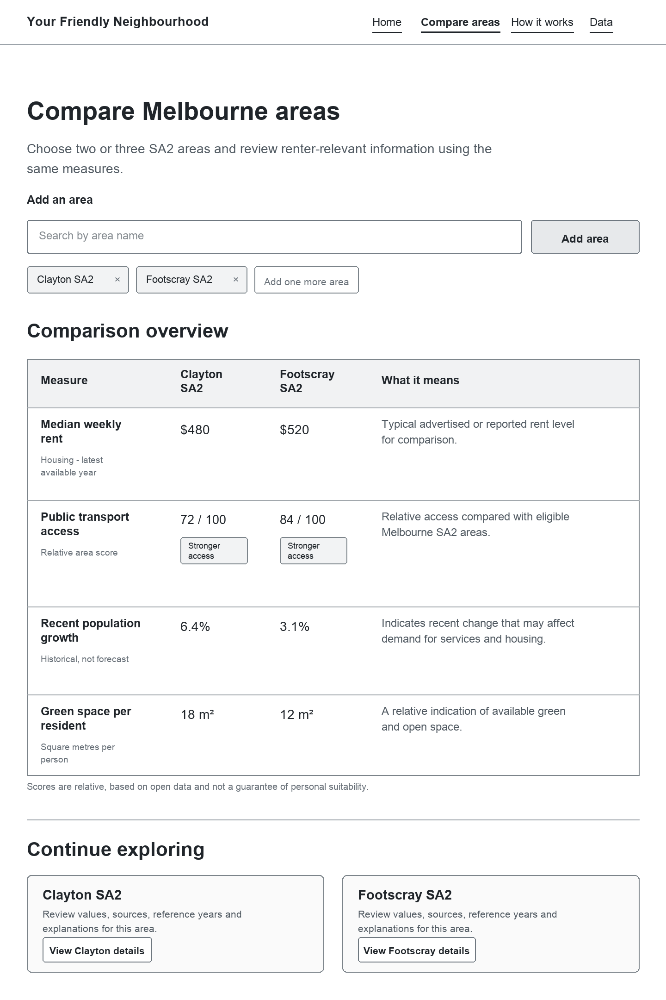 Your Friendly Neighbourhood
Home
Compare areas
How it works
Data
Compare Melbourne areas
Choose two or three SA2 areas and review renter-relevant information using the
same measures.
Add an area
Search by area name
Add area
Clayton SA2 ×
Footscray SA2 ×
Add one more area
Comparison overview
Measure
Clayton
SA2
Footscray
SA2
What it means
Median weekly
rent
Housing - latest
available year
$480
$520
Typical advertised or reported rent level
for comparison.
Public transport
access
Relative area score
72 / 100
Stronger
access
84 / 100
Stronger
access
Relative access compared with eligible
Melbourne SA2 areas.
Recent population
growth
Historical, not forecast
6.4%
3.1%
Indicates recent change that may affect
demand for services and housing.
Green space per
resident
Square metres per
person
18 m²
12 m²
A relative indication of available green
and open space.
Scores are relative, based on open data and not a guarantee of personal suitability.
Continue exploring
Clayton SA2
Review values, sources, reference years and
explanations for this area.
View Clayton details
Footscray SA2
Review values, sources, reference years and
explanations for this area.
View Footscray details